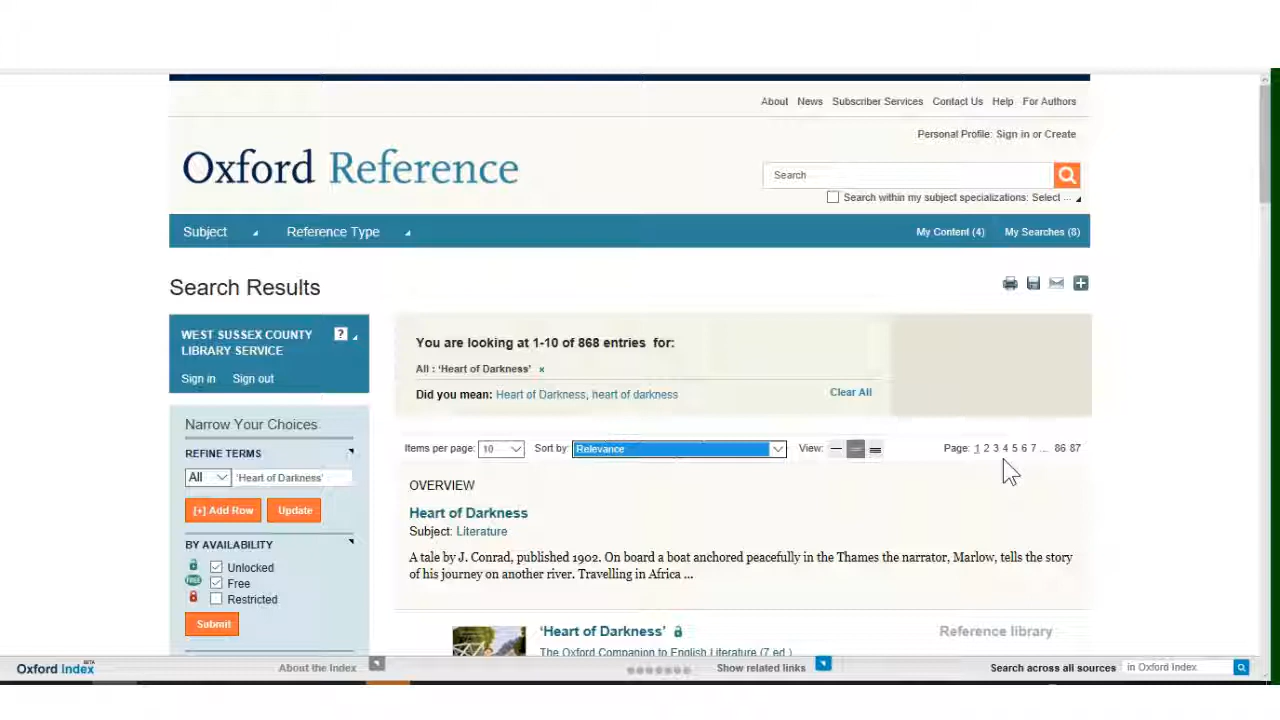 About News Subscriber Services Contact Us Help For Authors
Personal Profile: Sign in or Create
Oxford Reference
Search
Search within my subject specializations: Select ...
Subject Reference Type My Content (4) My Searches (8)
Search Results
WEST SUSSEX COUNTY
LIBRARY SERVICE
?
Sign in Sign out
You are looking at 1-10 of 868 entries for:
All : 'Heart of Darkness' x
Did you mean: Heart of Darkness, heart of darkness Clear All
Narrow Your Choices
REFINE TERMS
All 'Heart of Darkness'
[+] Add Row Update
BY AVAILABILITY
Unlocked
FREE Free
Restricted
Submit
Items per page: 10 Sort by: Relevance View: Page: 1 2 3 4 5 6 7 ... 86 87
OVERVIEW
Heart of Darkness
Subject: Literature
A tale by J. Conrad, published 1902. On board a boat anchored peacefully in the Thames the narrator, Marlow, tells the story
of his journey on another river. Travelling in Africa ...
'Heart of Darkness' Reference library
The Oxford Companion to English Literature (7 ed.)
Oxford Index BETA About the Index Show related links Search across all sources in Oxford Index